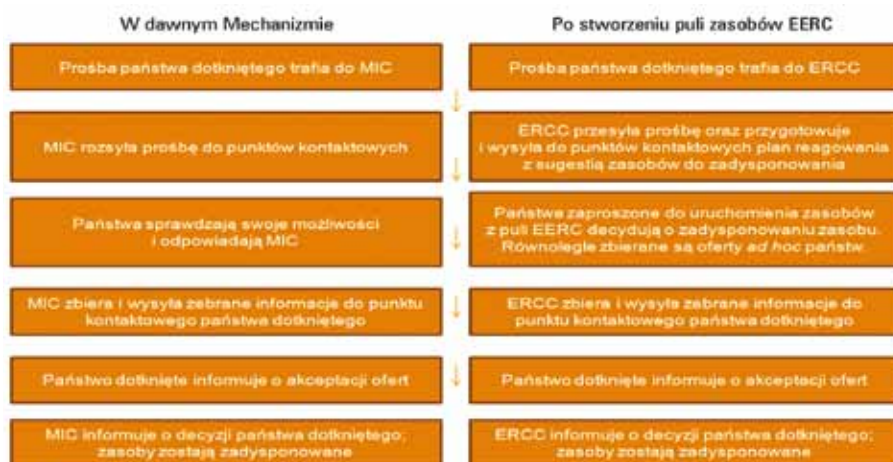 W dawnym Mechanizmie
Prośba państwa dotkniętego trafia do MIC
MIC rozsyła prośbę do punktów kontaktowych
Państwa sprawdzają swoje możliwości
i odpowiadają MIC
MIC zbiera i wysyła zebrane informacje do punktu
kontaktowego państwa dotkniętego
Państwo dotknięte informuje o akceptacji ofert
MIC informuje o decyzji państwa dotkniętego;
zasoby zostają zadysponowane
Po stworzeniu puli zasobów EERC
Prośba państwa dotkniętego trafia do ERCC
ERCC przesyła prośbę oraz przygotowuje
i wysyła do punktów kontaktowych plan reagowania
z sugestią zasobów do zadysponowania
Państwa zaproszone do uruchomienia zasobów
z puli EERC decydują o zadysponowaniu zasobu.
Równolegle zbierane są oferty ad hoc państw.
ERCC zbiera i wysyła zebrane informacje do
punktu kontaktowego państwa dotkniętego
Państwo dotknięte informuje o akceptacji ofert
ERCC informuje o decyzji państwa dotkniętego;
zasoby zostają zadysponowane